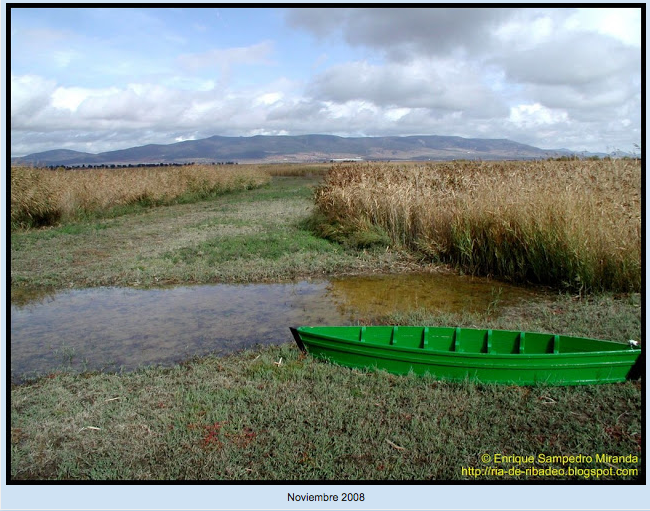 © Enrique Sampedro Miranda
http://ria-de-ribadeo.blogspot.com
Noviembre 2008